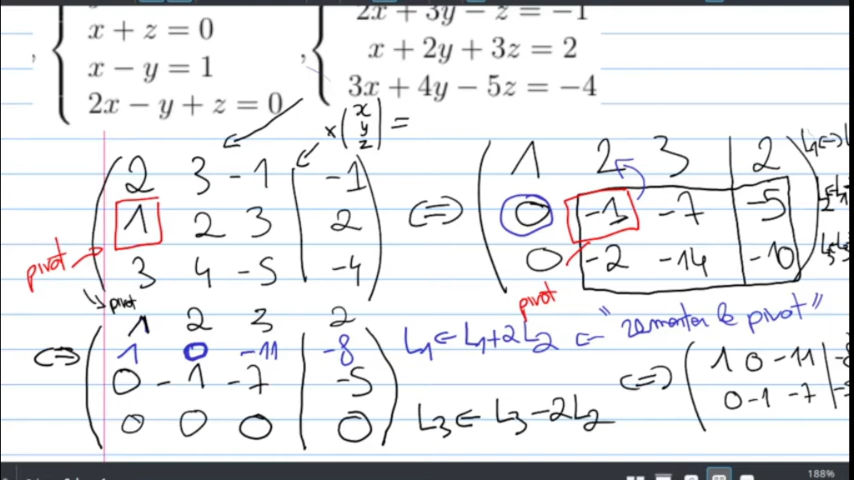 x + z = 0
, { x − y = 1
2x − y + z = 0
, { 2x + 3y − z = −1
x + 2y + 3z = 2
3x + 4y − 5z = −4
× ( x y z ) =
( 2 3 −1 | −1 )
( 1 2 3 | 2 )
( 3 4 −5 | −4 )
pivot
⇔
( 1 2 3 | 2 )
( 0 −1 −7 | −5 )
( 0 −2 −14 | −10 )
pivot
pivot
1 2 3 2
⇔ ( 1 0 −11 | −8 )
( 0 −1 −7 | −5 )
( 0 0 0 | 0 )
L1 ← L1+2L2 ← "remonter le pivot"
L3 ← L3−2L2
⇔ ( 1 0 −11 |
0 −1 −7 |
188%